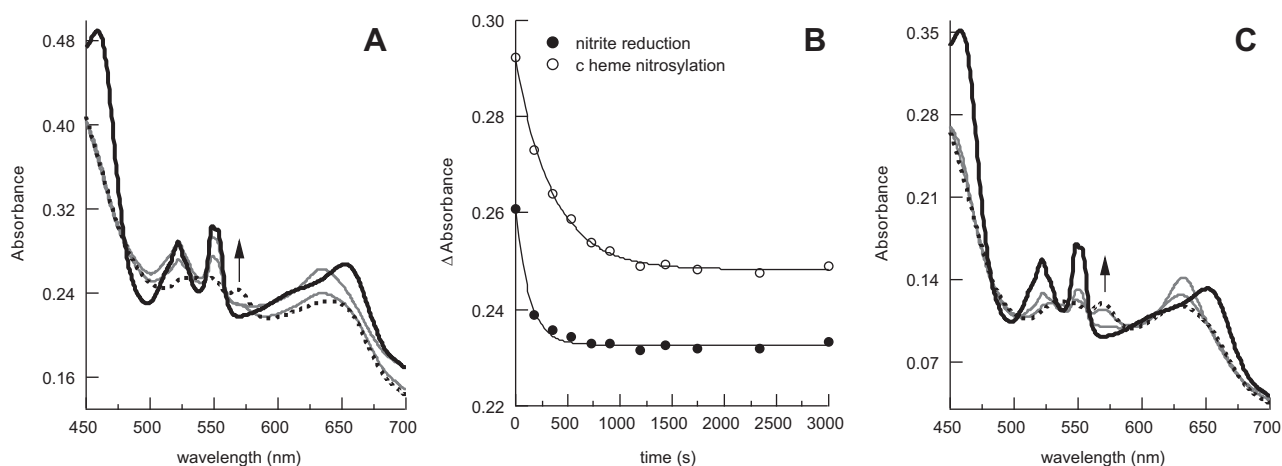 A
0.48
0.40
0.32
0.24
0.16
Absorbance
450 500 550 600 650 700
wavelength (nm)
B
0.30
0.28
0.26
0.24
0.22
Δ Absorbance
nitrite reduction
c heme nitrosylation
0 500 1000 1500 2000 2500 3000
time (s)
C
0.35
0.28
0.21
0.14
0.07
Absorbance
450 500 550 600 650 700
wavelength (nm)